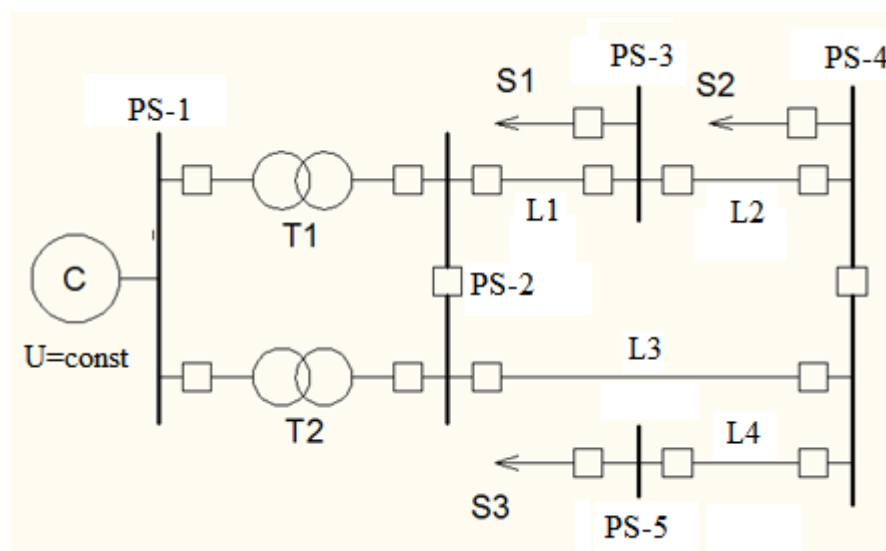 PS-3
PS-4
S1
S2
PS-1
L1
L2
T1
C
PS-2
U=const
L3
T2
L4
S3
PS-5